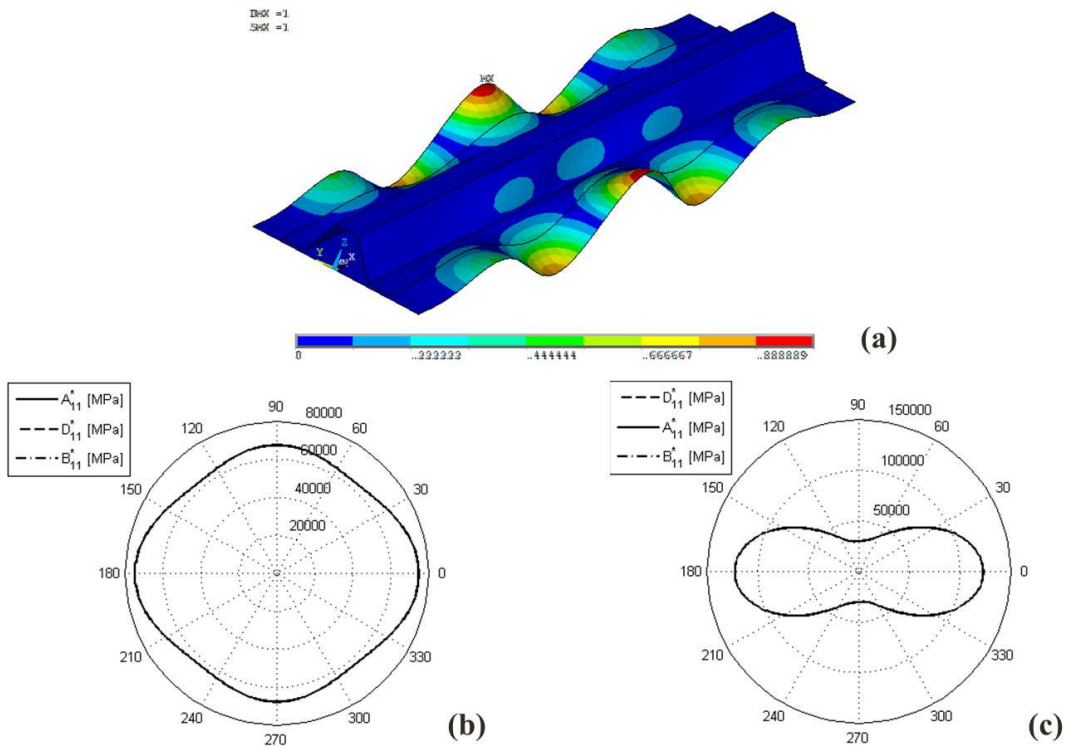 DMX =1
SMX =1
MX
Z
Y
X
0 .222222 .444444 .666667 .888889
(a)
A*11 [MPa]
D*11 [MPa]
B*11 [MPa]
90
80000
120
60
60000
150
40000
30
20000
180
0
210
330
240
300
270
(b)
D*11 [MPa]
A*11 [MPa]
B*11 [MPa]
90
150000
120
60
100000
150
50000
30
180
0
210
330
240
300
270
(c)